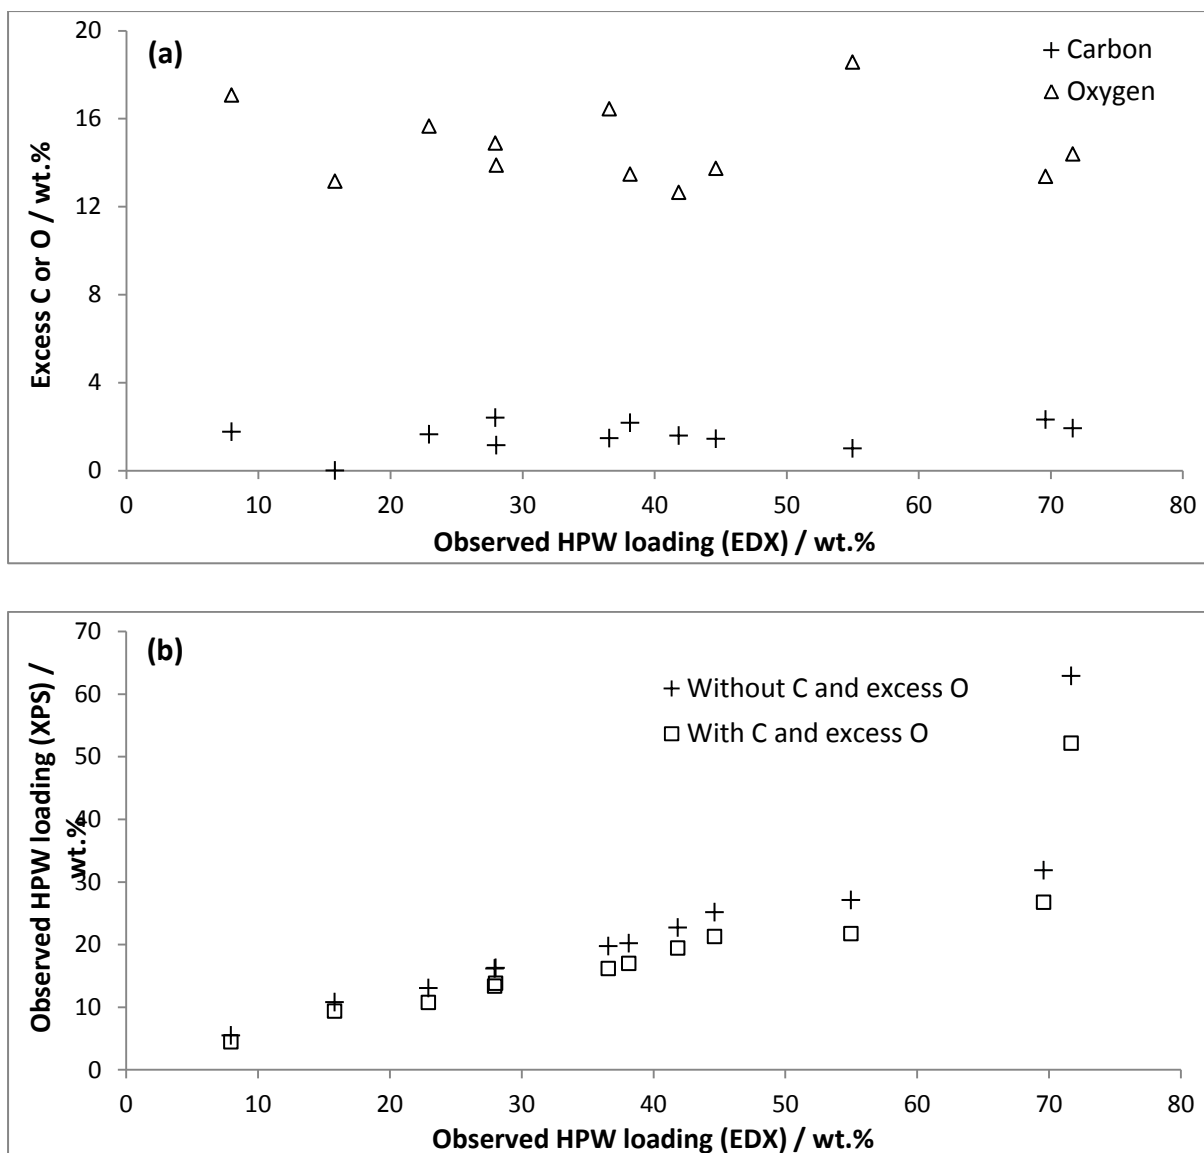 (a)
Carbon
Oxygen
20
16
12
8
4
0
Excess C or O / wt.%
0 10 20 30 40 50 60 70 80
Observed HPW loading (EDX) / wt.%
(b)
Without C and excess O
With C and excess O
70
60
50
40
30
20
10
0
Observed HPW loading (XPS) /
wt.%
0 10 20 30 40 50 60 70 80
Observed HPW loading (EDX) / wt.%